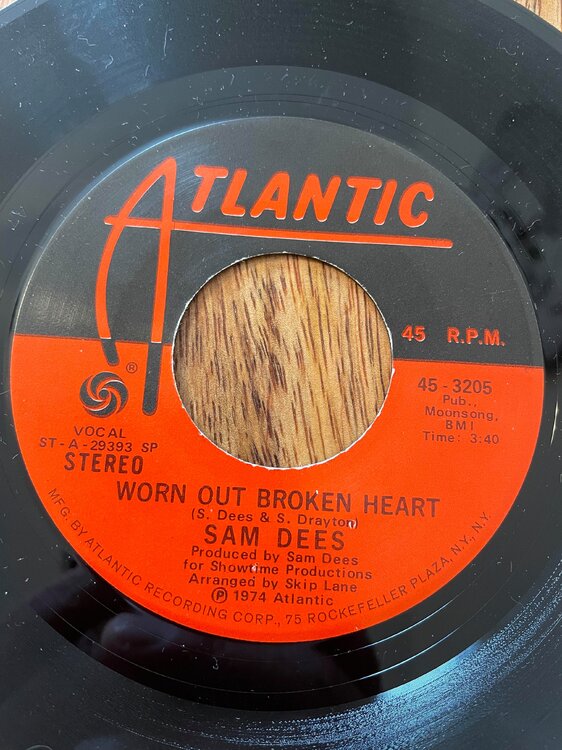 ATLANTIC
45 R.P.M.
®
45-3205
Pub.,
Moonsong,
BMI
Time: 3:40
VOCAL
ST-A-29393 SP
STEREO
WORN OUT BROKEN HEART
(S. Dees & S. Drayton)
SAM DEES
Produced by Sam Dees
for Showtime Productions
Arranged by Skip Lane
Ⓟ 1974 Atlantic
MFG. BY ATLANTIC RECORDING CORP., 75 ROCKEFELLER PLAZA, N.Y., N.Y.